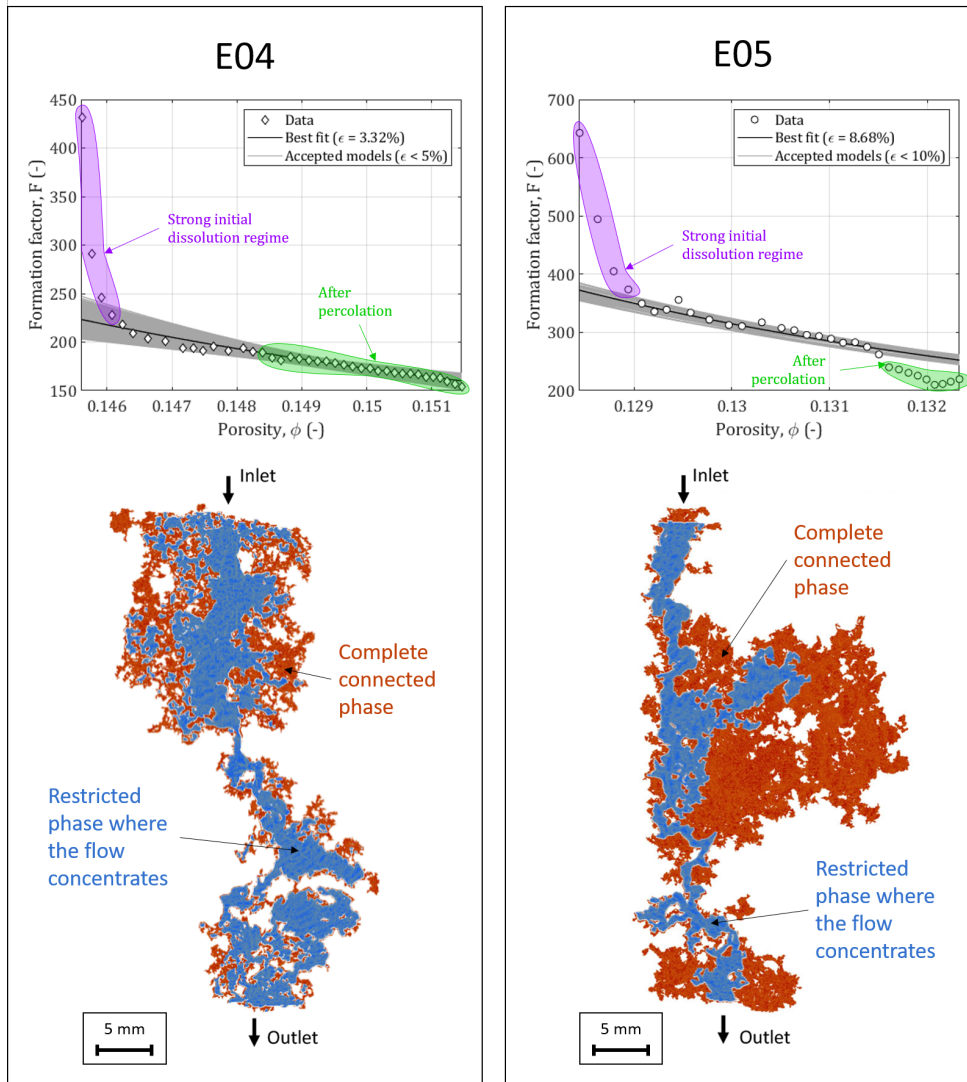 E04
450
400
350
300
250
200
150
Formation factor, F (-)
Data
Best fit (ϵ = 3.32%)
Accepted models (ϵ < 5%)
Strong initial
dissolution regime
After
percolation
0.146
0.147
0.148
0.149
0.15
0.151
Porosity, ϕ (-)
Inlet
Complete
connected
phase
Restricted
phase where
the flow
concentrates
5 mm
Outlet
E05
700
600
500
400
300
200
Formation factor, F (-)
Data
Best fit (ϵ = 8.68%)
Accepted models (ϵ < 10%)
Strong initial
dissolution regime
After
percolation
0.129
0.13
0.131
0.132
Porosity, ϕ (-)
Inlet
Complete
connected
phase
Restricted
phase where
the flow
concentrates
5 mm
Outlet